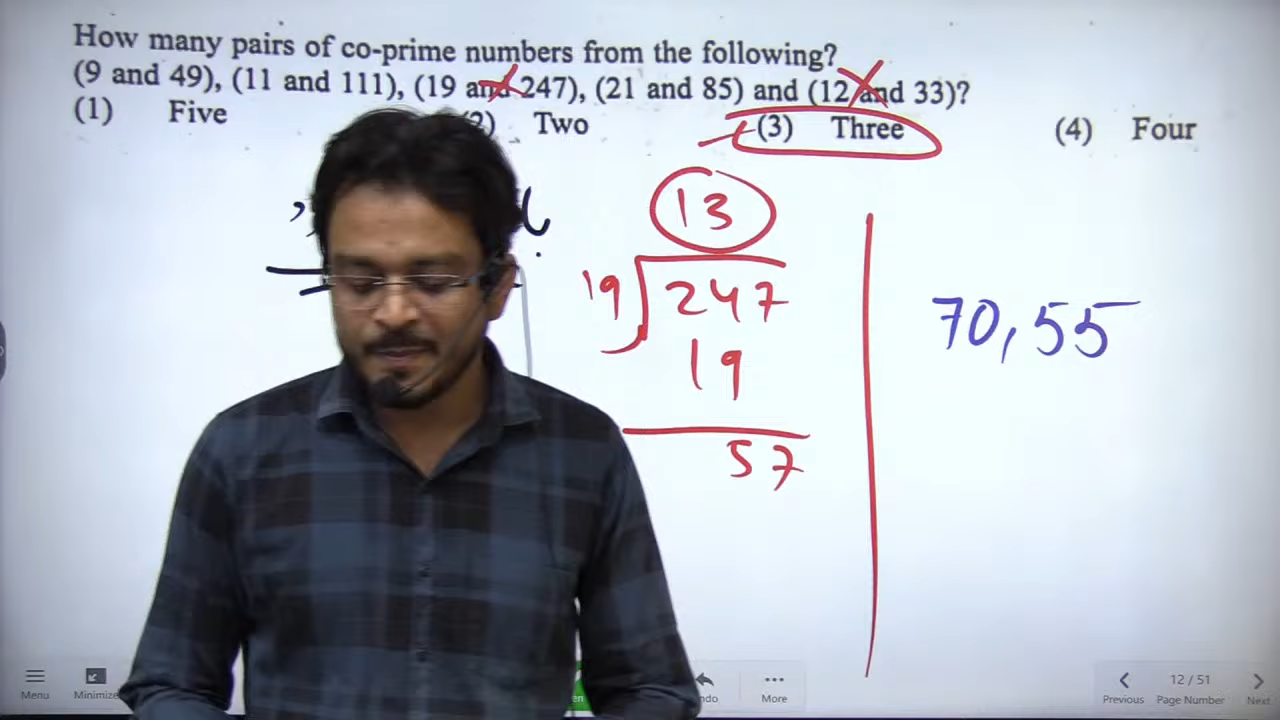 How many pairs of co-prime numbers from the following?
(9 and 49), (11 and 111), (19 and 247), (21 and 85) and (12 and 33)?
(1) Five (2) Two (3) Three (4) Four
13
19 247
19
57
70,55
Menu Minimize More Previous 12 / 51 Page Number Next